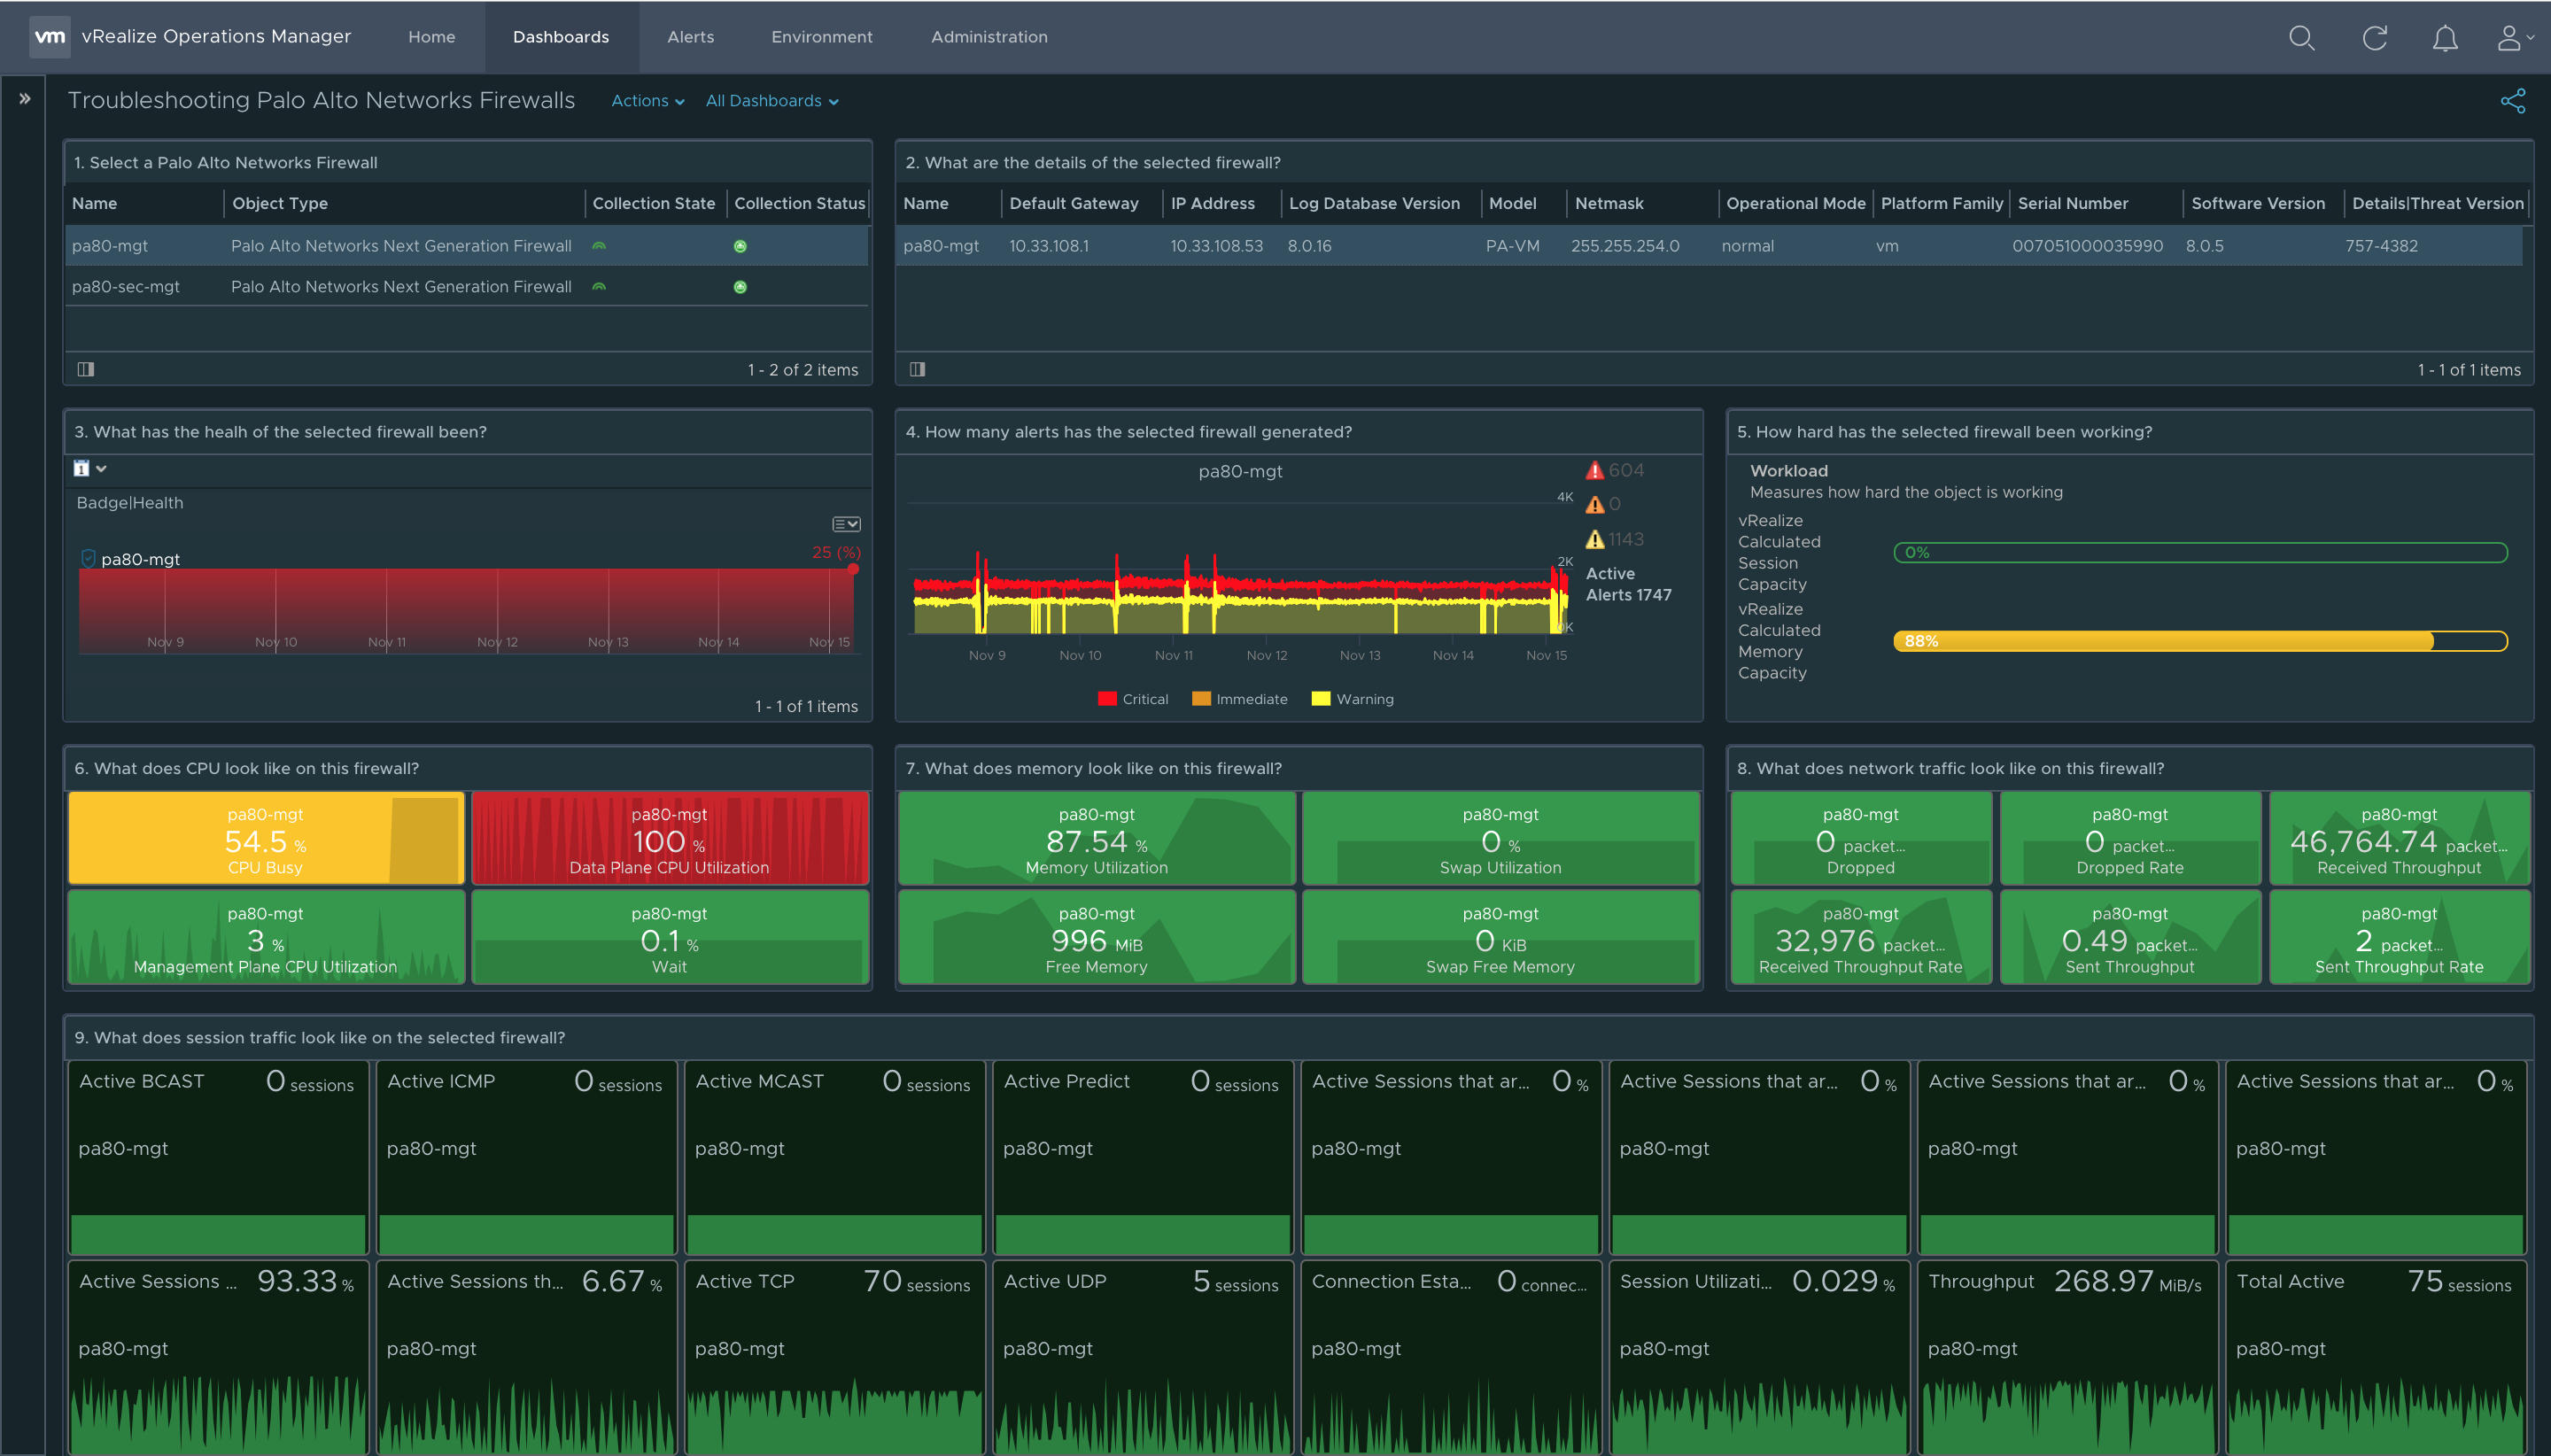 vm vRealize Operations Manager Home Dashboards Alerts Environment Administration
Troubleshooting Palo Alto Networks Firewalls Actions All Dashboards
1. Select a Palo Alto Networks Firewall
Name Object Type Collection State Collection Status
pa80-mgt Palo Alto Networks Next Generation Firewall
pa80-sec-mgt Palo Alto Networks Next Generation Firewall
1 - 2 of 2 items
2. What are the details of the selected firewall?
Name Default Gateway IP Address Log Database Version Model Netmask Operational Mode Platform Family Serial Number Software Version Details|Threat Version
pa80-mgt 10.33.108.1 10.33.108.53 8.0.16 PA-VM 255.255.254.0 normal vm 007051000035990 8.0.5 757-4382
1 - 1 of 1 items
3. What has the healh of the selected firewall been?
1
Badge|Health
pa80-mgt 25 (%)
Nov 9 Nov 10 Nov 11 Nov 12 Nov 13 Nov 14 Nov 15
1 - 1 of 1 items
4. How many alerts has the selected firewall generated?
pa80-mgt
604
4K
0
1143
2K
Active
Alerts 1747
0K
Nov 9 Nov 10 Nov 11 Nov 12 Nov 13 Nov 14 Nov 15
Critical Immediate Warning
5. How hard has the selected firewall been working?
Workload
Measures how hard the object is working
vRealize
Calculated
Session
Capacity
0%
vRealize
Calculated
Memory
Capacity
88%
6. What does CPU look like on this firewall?
pa80-mgt
54.5 %
CPU Busy
pa80-mgt
100 %
Data Plane CPU Utilization
pa80-mgt
3 %
Management Plane CPU Utilization
pa80-mgt
0.1 %
Wait
7. What does memory look like on this firewall?
pa80-mgt
87.54 %
Memory Utilization
pa80-mgt
0 %
Swap Utilization
pa80-mgt
996 MiB
Free Memory
pa80-mgt
0 KiB
Swap Free Memory
8. What does network traffic look like on this firewall?
pa80-mgt
0 packet...
Dropped
pa80-mgt
0 packet...
Dropped Rate
pa80-mgt
46,764.74 packet...
Received Throughput
pa80-mgt
32,976 packet...
Received Throughput Rate
pa80-mgt
0.49 packet...
Sent Throughput
pa80-mgt
2 packet...
Sent Throughput Rate
9. What does session traffic look like on the selected firewall?
Active BCAST 0 sessions
pa80-mgt
Active ICMP 0 sessions
pa80-mgt
Active MCAST 0 sessions
pa80-mgt
Active Predict 0 sessions
pa80-mgt
Active Sessions that ar... 0 %
pa80-mgt
Active Sessions that ar... 0 %
pa80-mgt
Active Sessions that ar... 0 %
pa80-mgt
Active Sessions that ar... 0 %
pa80-mgt
Active Sessions ... 93.33 %
pa80-mgt
Active Sessions th... 6.67 %
pa80-mgt
Active TCP 70 sessions
pa80-mgt
Active UDP 5 sessions
pa80-mgt
Connection Esta... 0 connec...
pa80-mgt
Session Utilizati... 0.029 %
pa80-mgt
Throughput 268.97 MiB/s
pa80-mgt
Total Active 75 sessions
pa80-mgt